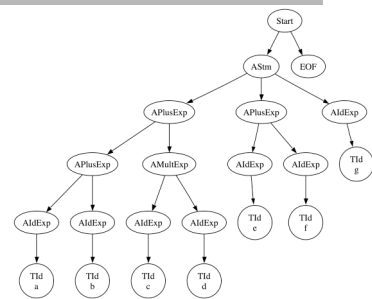 Start
AStm
EOF
APlusExp
APlusExp
AIdExp
APlusExp
AMultExp
AIdExp
AIdExp
TId
g
AIdExp
AIdExp
AIdExp
AIdExp
TId
e
TId
f
TId
a
TId
b
TId
c
TId
d